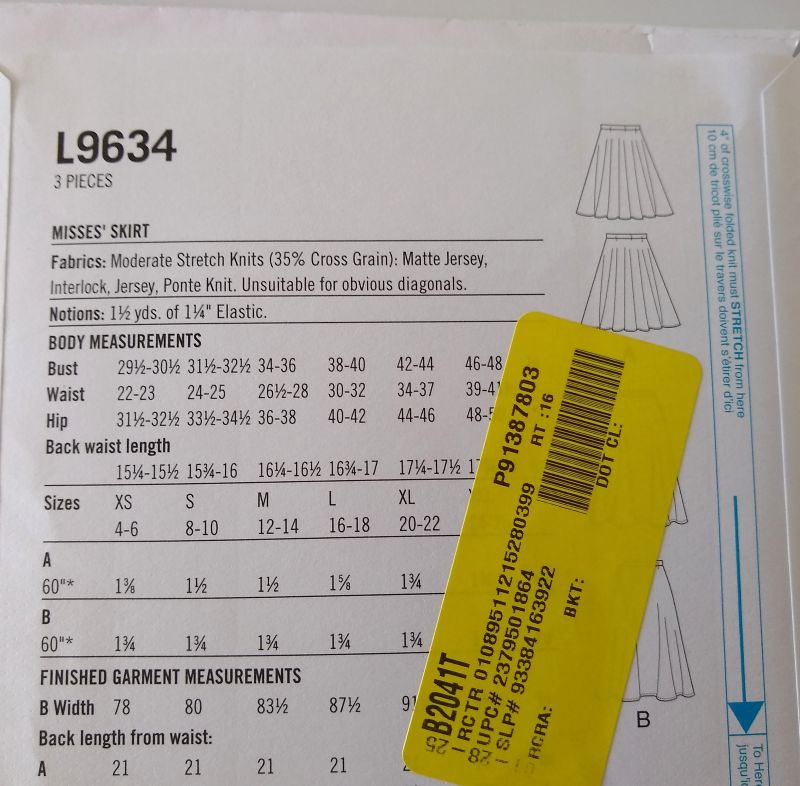 L9634
3 PIECES
MISSES' SKIRT
Fabrics: Moderate Stretch Knits (35% Cross Grain): Matte Jersey,
Interlock, Jersey, Ponte Knit. Unsuitable for obvious diagonals.
Notions: 1½ yds. of 1¼" Elastic.
BODY MEASUREMENTS
Bust 29½-30½ 31½-32½ 34-36 38-40 42-44 46-48
Waist 22-23 24-25 26½-28 30-32 34-37
Hip 31½-32½ 33½-34½ 36-38 40-42 44-46
Back waist length
15¼-15½ 15¾-16 16¼-16½ 16¾-17 17¼-17½
Sizes XS S M L XL
4-6 8-10 12-14 16-18 20-22
A
60"* 1⅜ 1½ 1½ 1⅝ 1¾
B
60"* 1¾ 1¾ 1¾ 1¾ 1¾
FINISHED GARMENT MEASUREMENTS
B Width 78 80 83½ 87½
Back length from waist:
A 21 21 21 21
4" of crosswise folded knit must STRETCH from here
10 cm de tricot plié sur le travers doivent s'étirer d'ici
To Here
B
P91387803
RT :16
DOT CL:
B2041T
RCTR 01089511215280399
UPC# 2379501864
SLP# 93384163922
BKT:
RCRA: